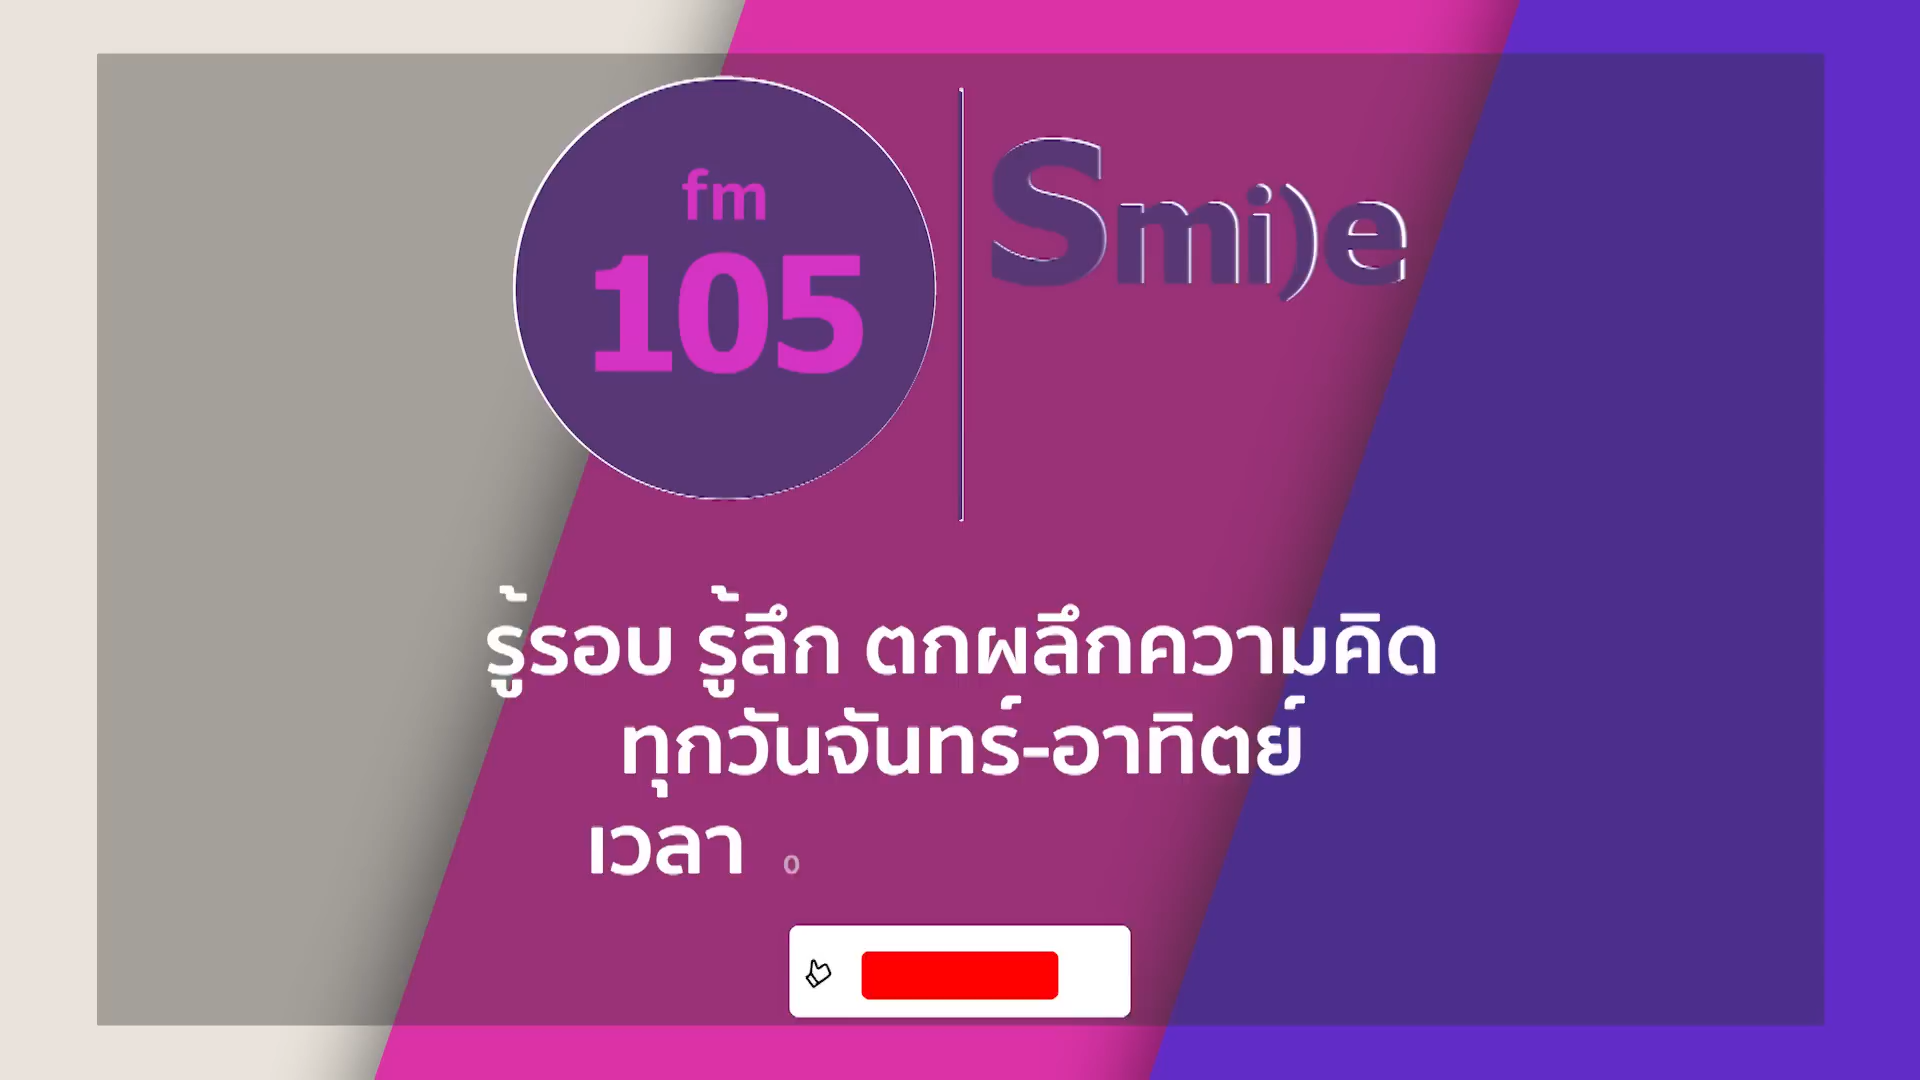 fm
105
Smi)e
รู้รอบ รู้ลึก ตกผลึกความคิด
ทุกวันจันทร์-อาทิตย์
เวลา 0